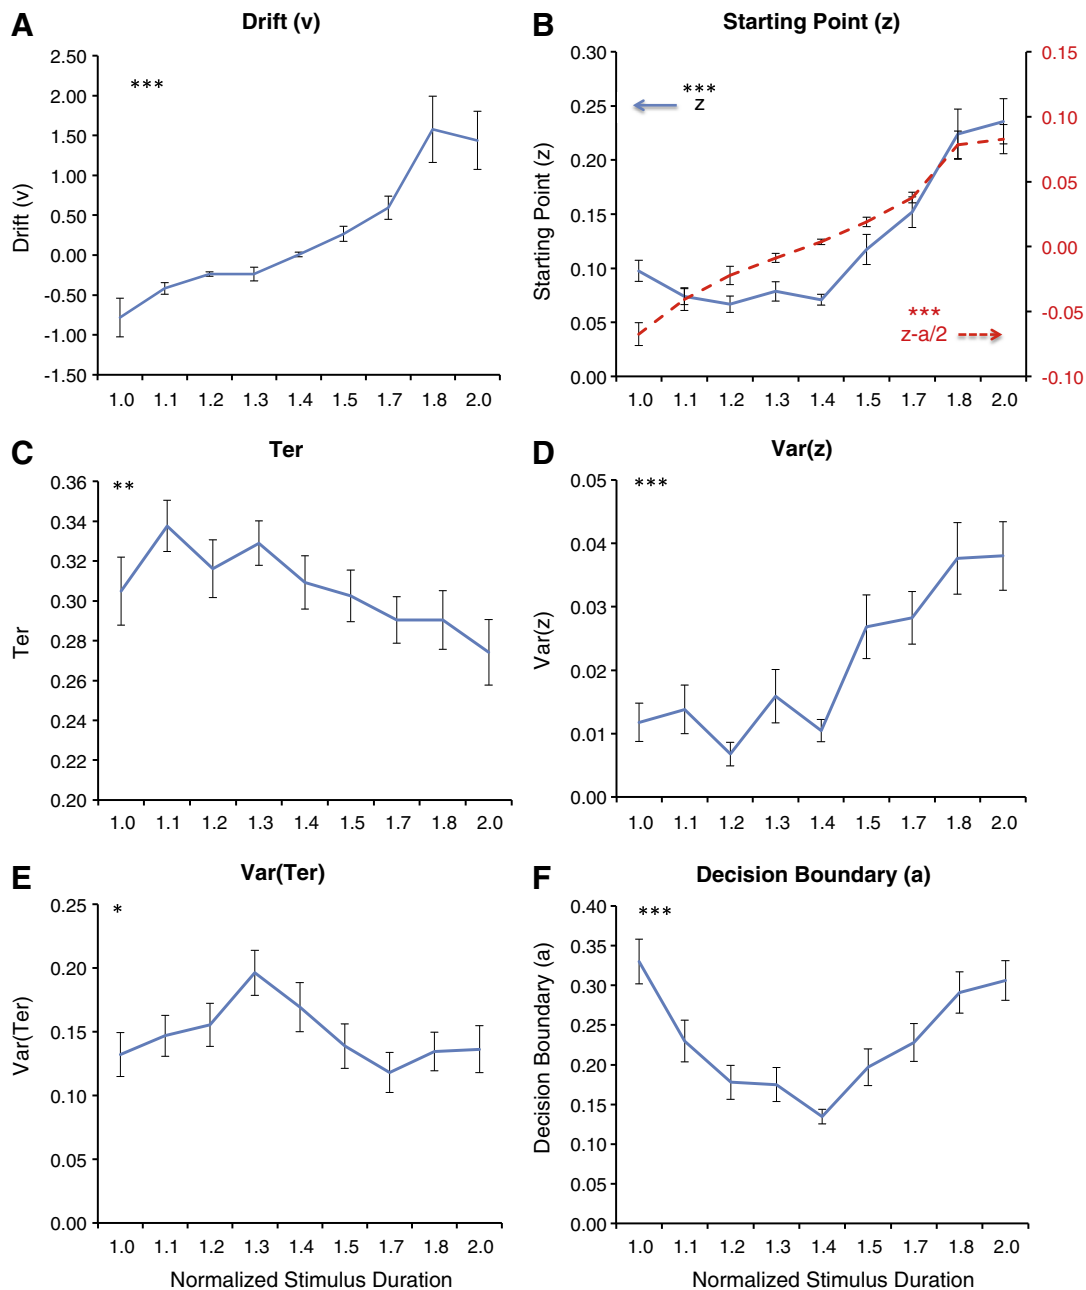 A
Drift (v)
2.50
2.00
1.50
1.00
0.50
0.00
-0.50
-1.00
-1.50
Drift (v)
***
1.0 1.1 1.2 1.3 1.4 1.5 1.7 1.8 2.0
B
Starting Point (z)
0.30
0.25
0.20
0.15
0.10
0.05
0.00
Starting Point (z)
***
z
0.15
0.10
0.05
0.00
-0.05
-0.10
***
z-a/2
1.0 1.1 1.2 1.3 1.4 1.5 1.7 1.8 2.0
C
Ter
0.36
0.34
0.32
0.30
0.28
0.26
0.24
0.22
0.20
Ter
**
1.0 1.1 1.2 1.3 1.4 1.5 1.7 1.8 2.0
D
Var(z)
0.05
0.04
0.03
0.02
0.01
0.00
Var(z)
***
1.0 1.1 1.2 1.3 1.4 1.5 1.7 1.8 2.0
E
Var(Ter)
0.25
0.20
0.15
0.10
0.05
0.00
Var(Ter)
*
1.0 1.1 1.2 1.3 1.4 1.5 1.7 1.8 2.0
Normalized Stimulus Duration
F
Decision Boundary (a)
0.40
0.35
0.30
0.25
0.20
0.15
0.10
0.05
0.00
Decision Boundary (a)
***
1.0 1.1 1.2 1.3 1.4 1.5 1.7 1.8 2.0
Normalized Stimulus Duration